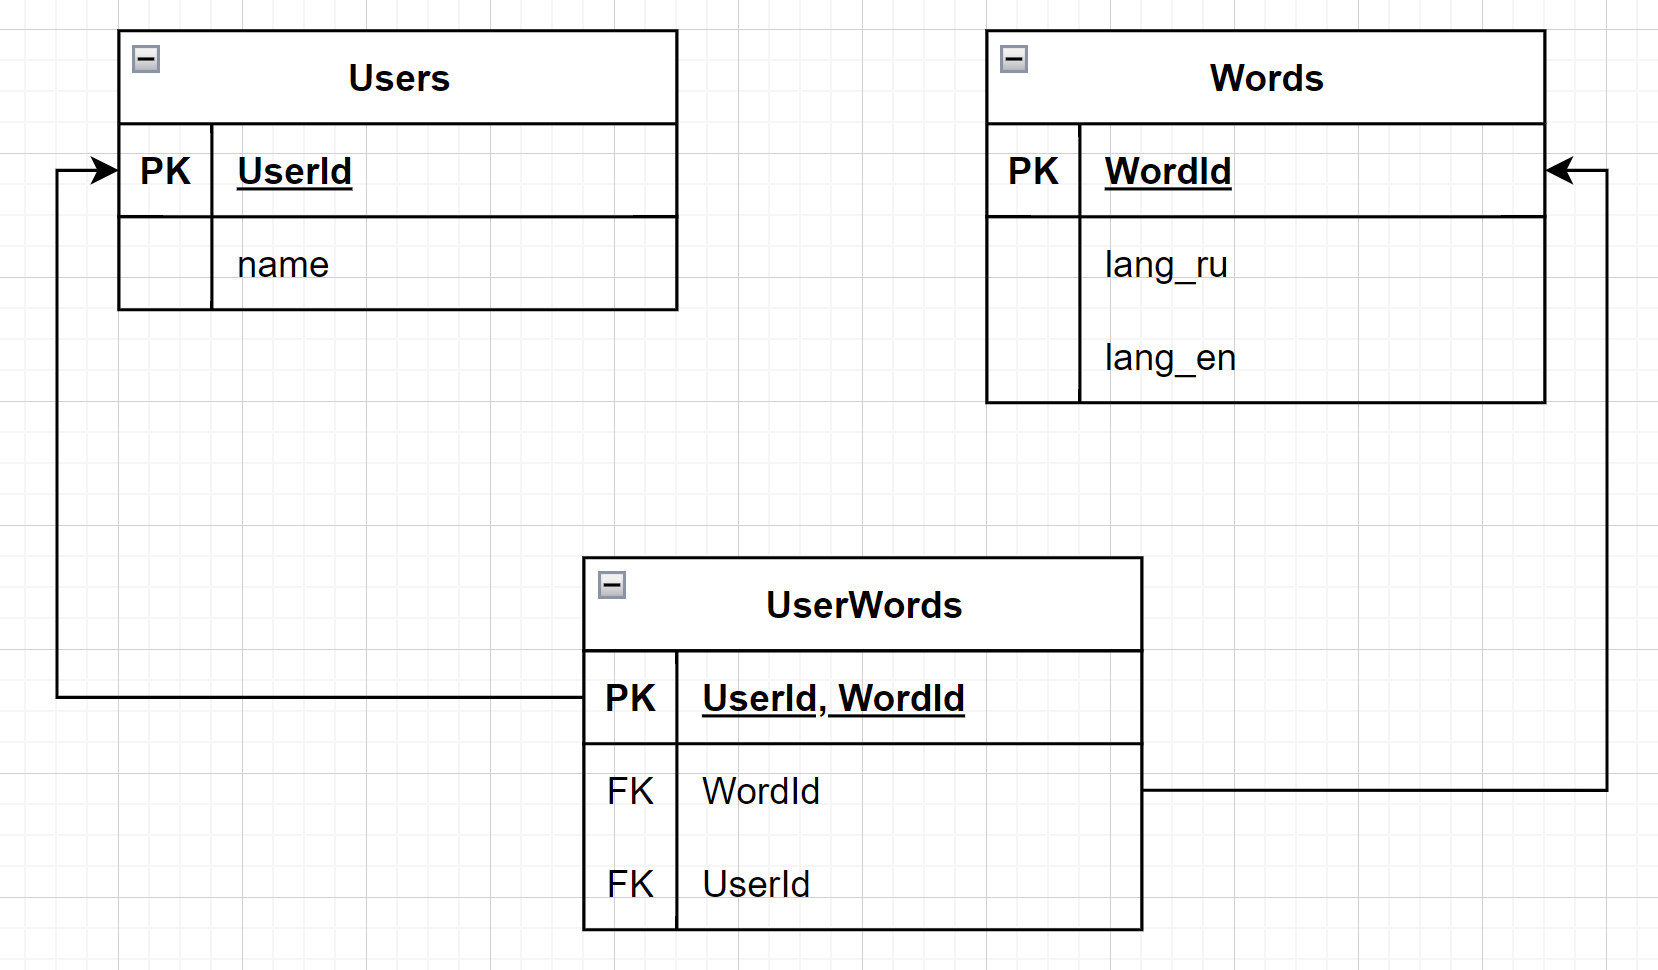 Users
PK UserId
name
Words
PK WordId
lang_ru
lang_en
UserWords
PK UserId, WordId
FK WordId
FK UserId